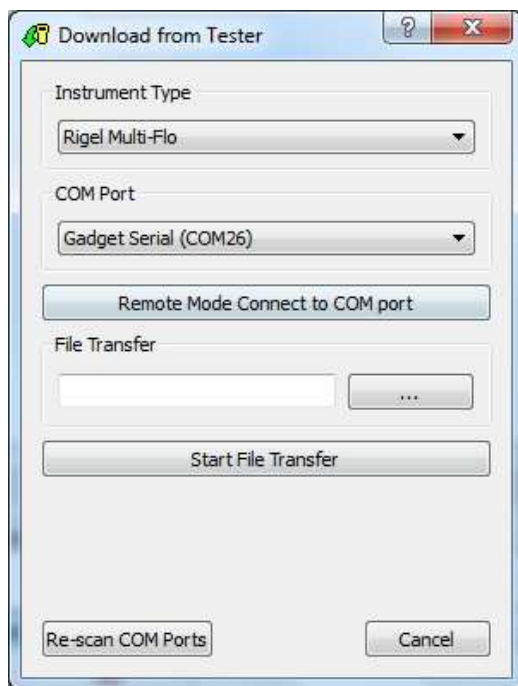 Download from Tester
Instrument Type
Rigel Multi-Flo
COM Port
Gadget Serial (COM26)
Remote Mode Connect to COM port
File Transfer
...
Start File Transfer
Re-scan COM Ports
Cancel